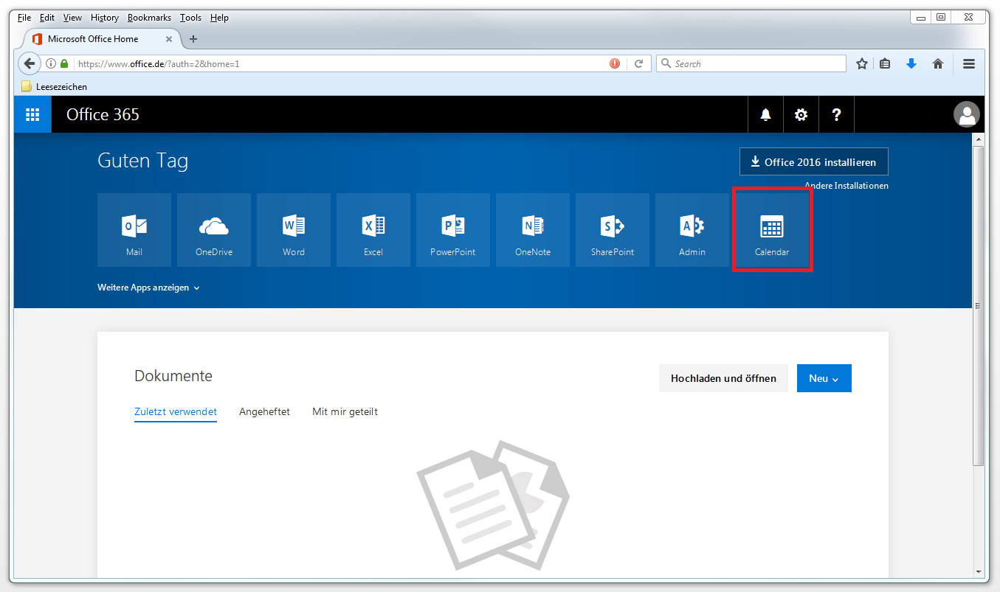 File Edit View History Bookmarks Tools Help
Microsoft Office Home
https://www.office.de/?auth=2&home=1
Search
Leesezeichen
Office 365
?
Guten Tag
Office 2016 installieren
Andere Installationen
Mail OneDrive Word Excel PowerPoint OneNote SharePoint Admin Calendar
Weitere Apps anzeigen
Dokumente
Hochladen und öffnen
Neu
Zuletzt verwendet Angeheftet Mit mir geteilt